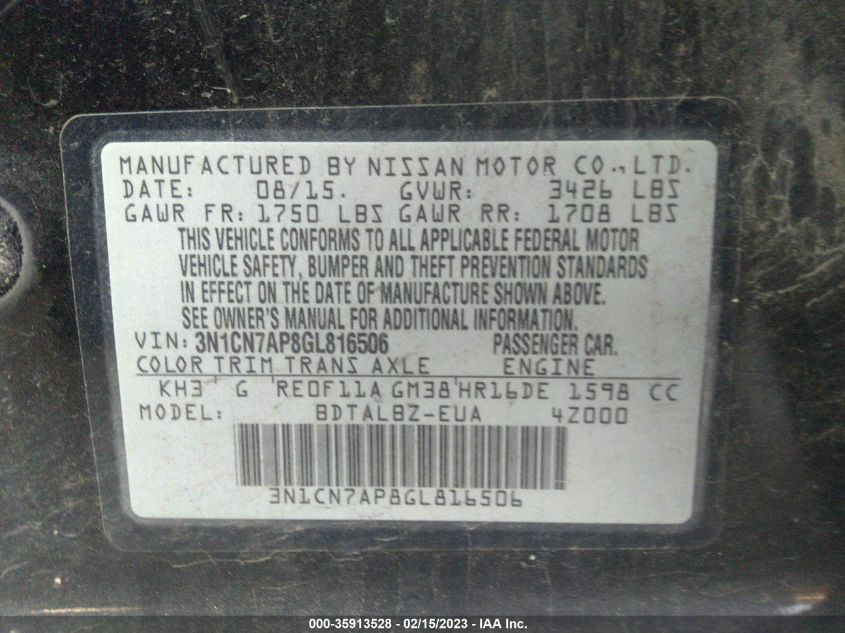 MANUFACTURED BY NISSAN MOTOR CO., LTD.
DATE: 08/15. GVWR: 3426 LBS
GAWR FR: 1750 LBS GAWR RR: 1708 LBS
THIS VEHICLE CONFORMS TO ALL APPLICABLE FEDERAL MOTOR
VEHICLE SAFETY, BUMPER AND THEFT PREVENTION STANDARDS
IN EFFECT ON THE DATE OF MANUFACTURE SHOWN ABOVE.
SEE OWNER'S MANUAL FOR ADDITIONAL INFORMATION.
VIN: 3N1CN7AP8GL816506 PASSENGER CAR.
COLOR TRIM TRANS AXLE ENGINE
KH3 G RE0F11A GM38 HR16DE 1598 CC
MODEL: BDTALBZ-EUA 4Z000
3N1CN7AP8GL816506
000-35913528 - 02/15/2023 - IAA Inc.